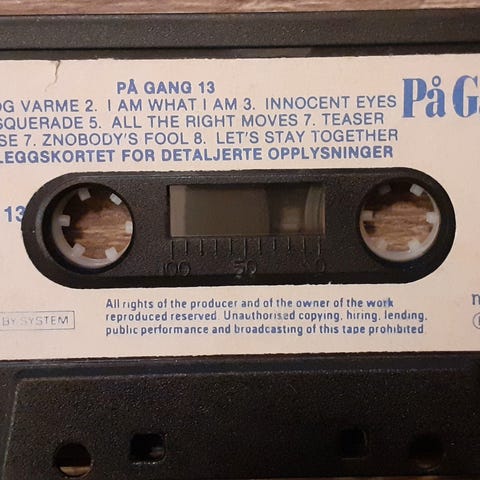 PÅ GANG 13
OG VARME 2. I AM WHAT I AM 3. INNOCENT EYES
SQUERADE 5. ALL THE RIGHT MOVES 7. TEASER
SE 7. ZNOBODY'S FOOL 8. LET'S STAY TOGETHER
LEGGSKORTET FOR DETALJERTE OPPLYSNINGER
På G
13
100 50 0
All rights of the producer and of the owner of the work
reproduced reserved. Unauthorised copying, hiring, lending,
public performance and broadcasting of this tape prohibited.
BY SYSTEM